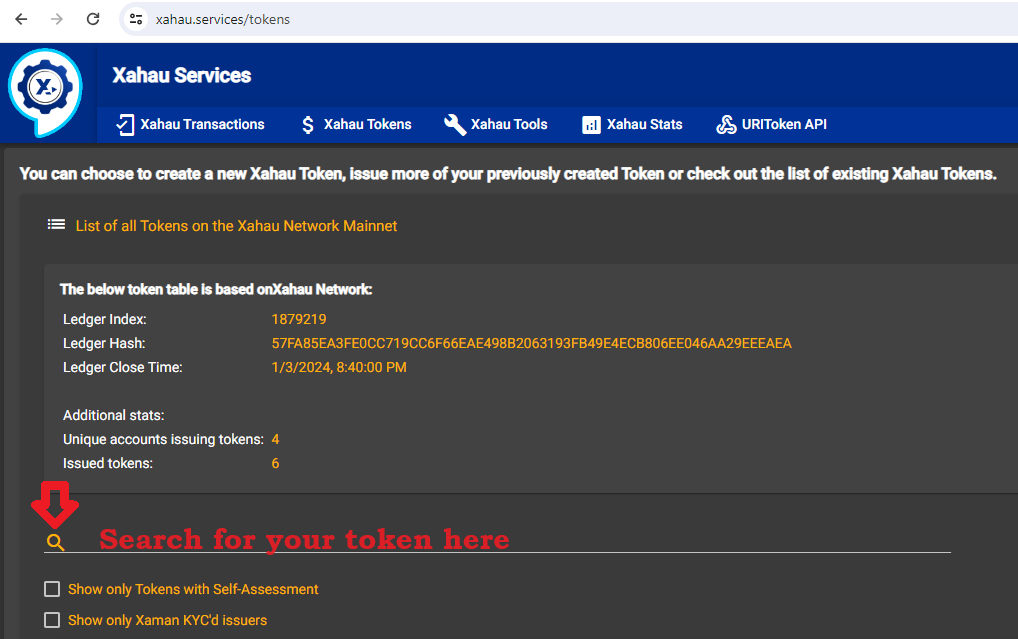 xahau.services/tokens
Xahau Services
Xahau Transactions
Xahau Tokens
Xahau Tools
Xahau Stats
URIToken API
You can choose to create a new Xahau Token, issue more of your previously created Token or check out the list of existing Xahau Tokens.
List of all Tokens on the Xahau Network Mainnet
The below token table is based onXahau Network:
Ledger Index: 1879219
Ledger Hash: 57FA85EA3FE0CC719CC6F66EAE498B2063193FB49E4ECB806EE046AA29EEEAEA
Ledger Close Time: 1/3/2024, 8:40:00 PM
Additional stats:
Unique accounts issuing tokens: 4
Issued tokens: 6
Search for your token here
Show only Tokens with Self-Assessment
Show only Xaman KYC'd issuers